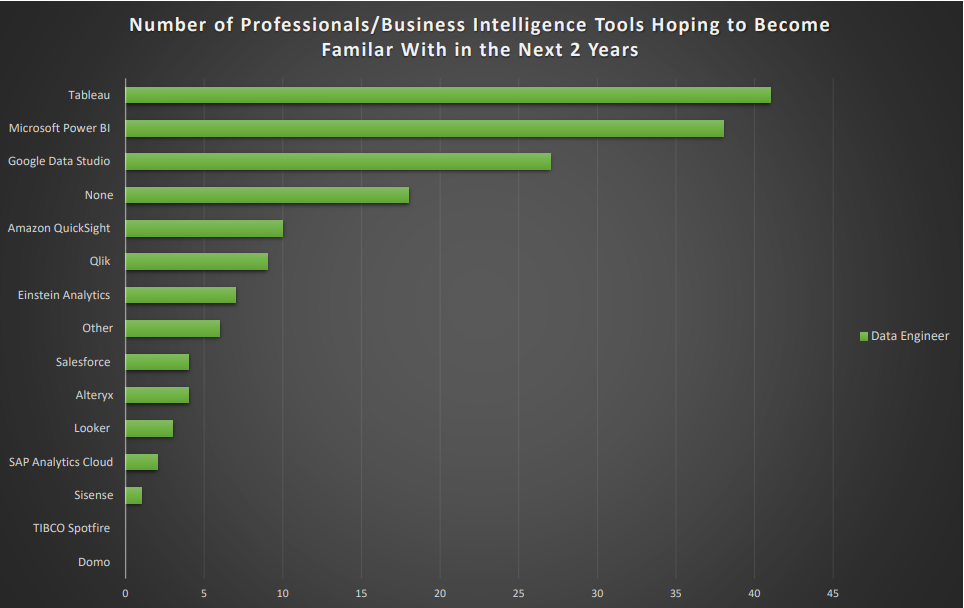 Number of Professionals/Business Intelligence Tools Hoping to Become
Familar With in the Next 2 Years
Tableau
Microsoft Power BI
Google Data Studio
None
Amazon QuickSight
Qlik
Einstein Analytics
Other
Salesforce
Alteryx
Looker
SAP Analytics Cloud
Sisense
TIBCO Spotfire
Domo
0 5 10 15 20 25 30 35 40 45
Data Engineer